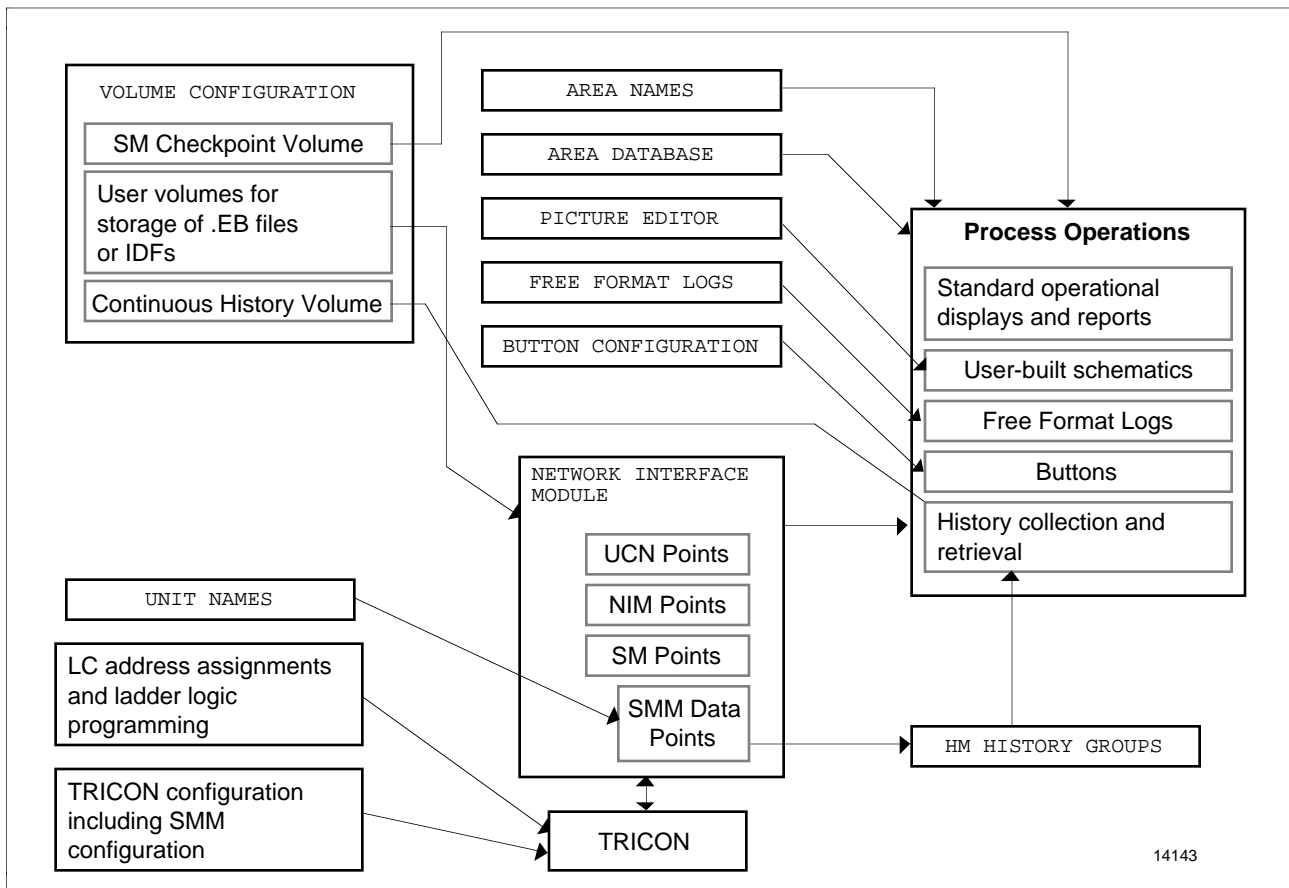 VOLUME CONFIGURATION
SM Checkpoint Volume
User volumes for
storage of .EB files
or IDFs
Continuous History Volume
AREA NAMES
AREA DATABASE
PICTURE EDITOR
FREE FORMAT LOGS
BUTTON CONFIGURATION
Process Operations
Standard operational
displays and reports
User-built schematics
Free Format Logs
Buttons
History collection and
retrieval
NETWORK INTERFACE
MODULE
UCN Points
NIM Points
SM Points
SMM Data
Points
UNIT NAMES
LC address assignments
and ladder logic
programming
TRICON configuration
including SMM
configuration
TRICON
HM HISTORY GROUPS
14143